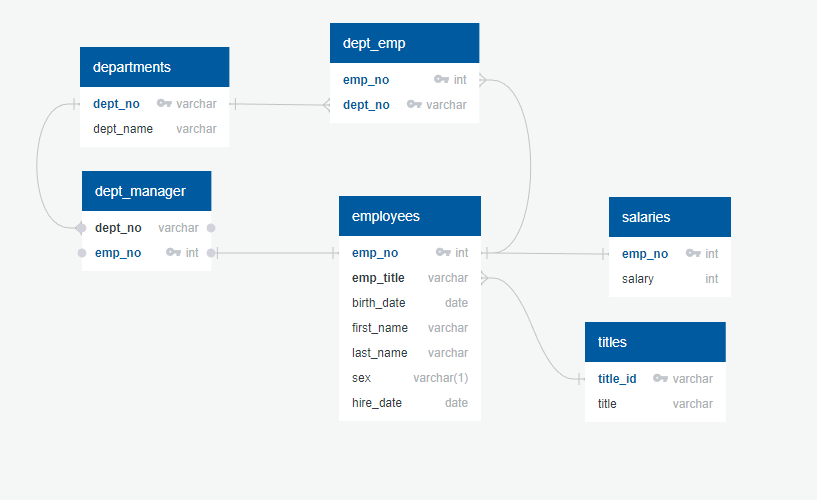 departments
dept_no varchar
dept_name varchar
dept_emp
emp_no int
dept_no varchar
dept_manager
dept_no varchar
emp_no int
employees
emp_no int
emp_title varchar
birth_date date
first_name varchar
last_name varchar
sex varchar(1)
hire_date date
salaries
emp_no int
salary int
titles
title_id varchar
title varchar